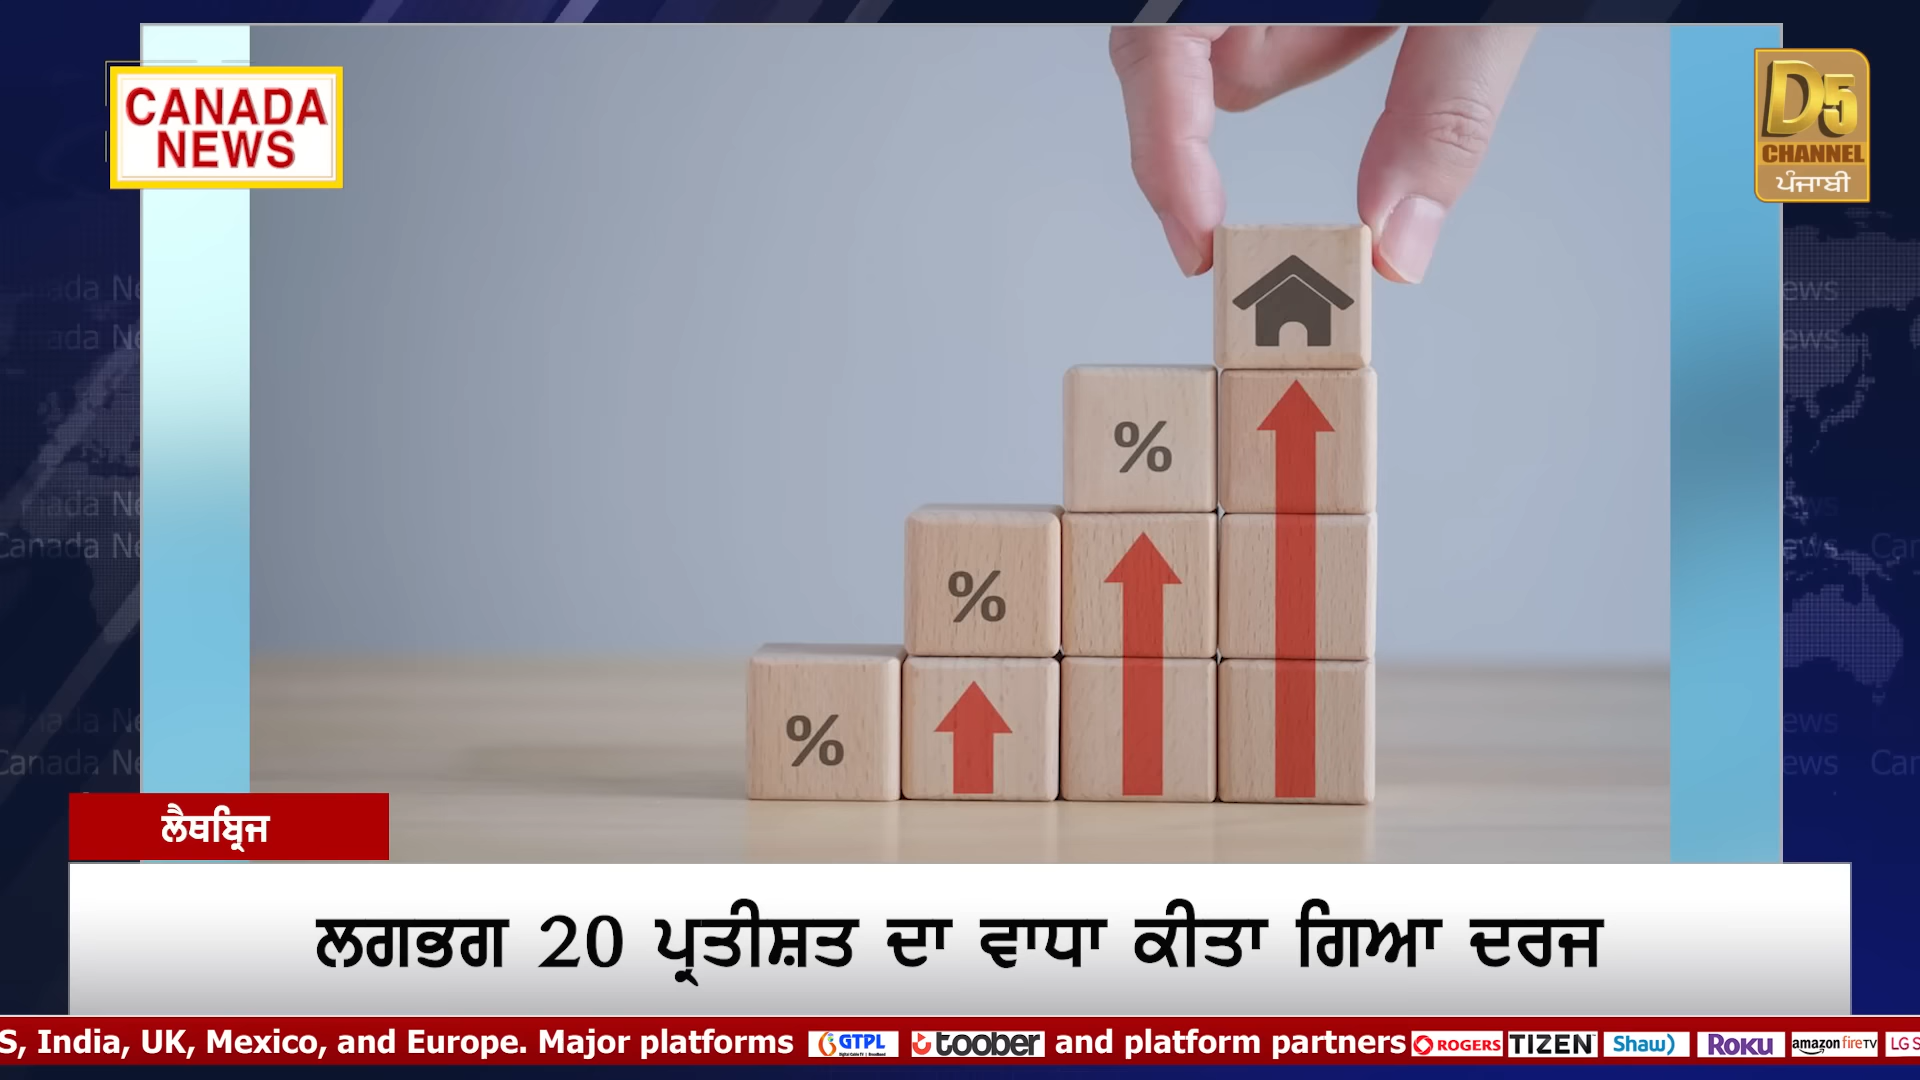 CANADA
NEWS
D5
CHANNEL
ਪੰਜਾਬੀ
%
%
%
ਲੈਥਬ੍ਰਿਜ
ਲਗਭਗ 20 ਪ੍ਰਤੀਸ਼ਤ ਦਾ ਵਾਧਾ ਕੀਤਾ ਗਿਆ ਦਰਜ
S, India, UK, Mexico, and Europe. Major platforms GTPL toober and platform partners ROGERS TIZEN Shaw) ROKU amazon fireTV LG S